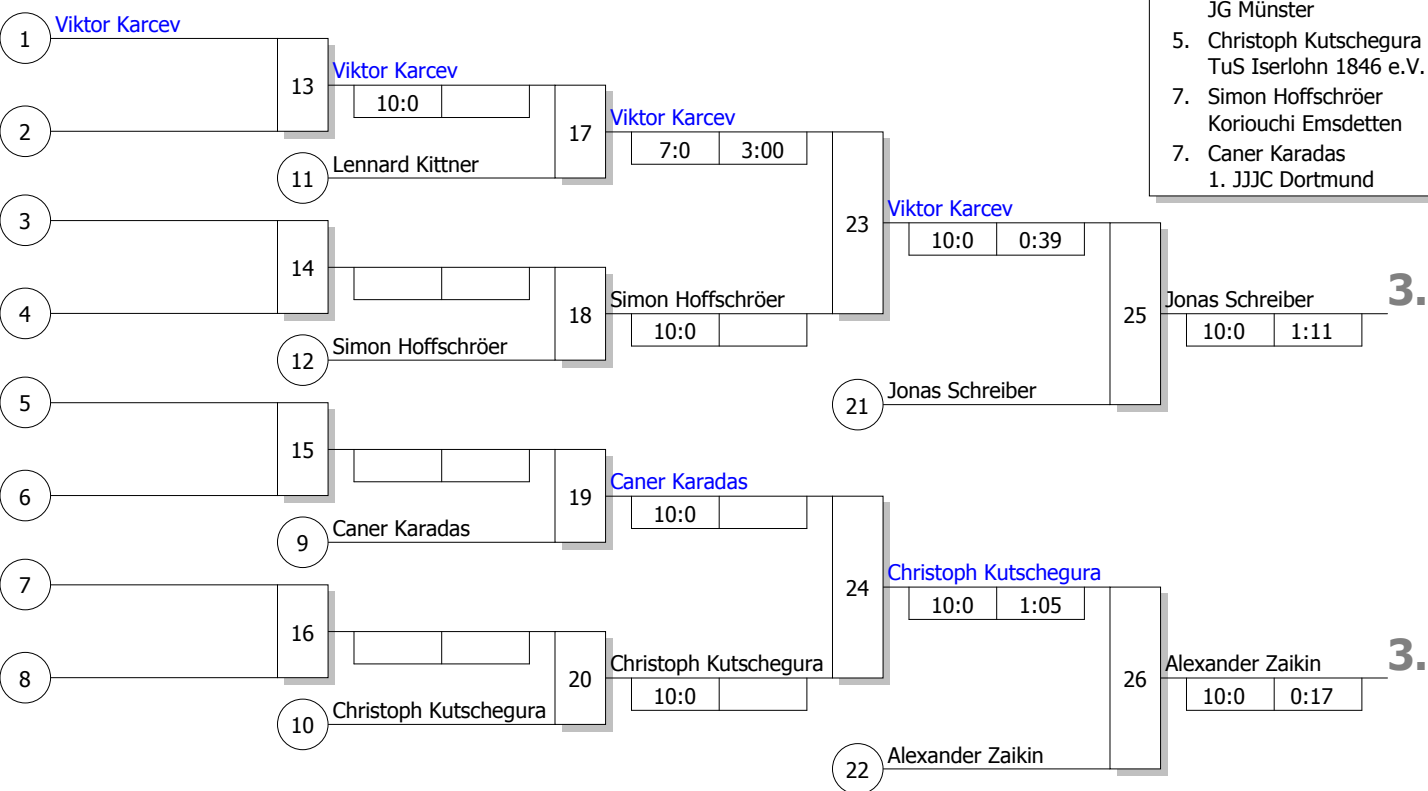 JG Münster
5. Christoph Kutschegura
TuS Iserlohn 1846 e.V.
7. Simon Hoffschröer
Koriouchi Emsdetten
7. Caner Karadas
1. JJJC Dortmund
1 Viktor Karcev
13 Viktor Karcev
10:0
2
17 Viktor Karcev
7:0 3:00
11 Lennard Kittner
3
23 Viktor Karcev
10:0 0:39
14
4
18 Simon Hoffschröer
10:0
12 Simon Hoffschröer
25 Jonas Schreiber 3.
10:0 1:11
5
21 Jonas Schreiber
15
6
19 Caner Karadas
10:0
9 Caner Karadas
7
24 Christoph Kutschegura
10:0 1:05
16
8
20 Christoph Kutschegura
10:0
10 Christoph Kutschegura
26 Alexander Zaikin 3.
10:0 0:17
22 Alexander Zaikin